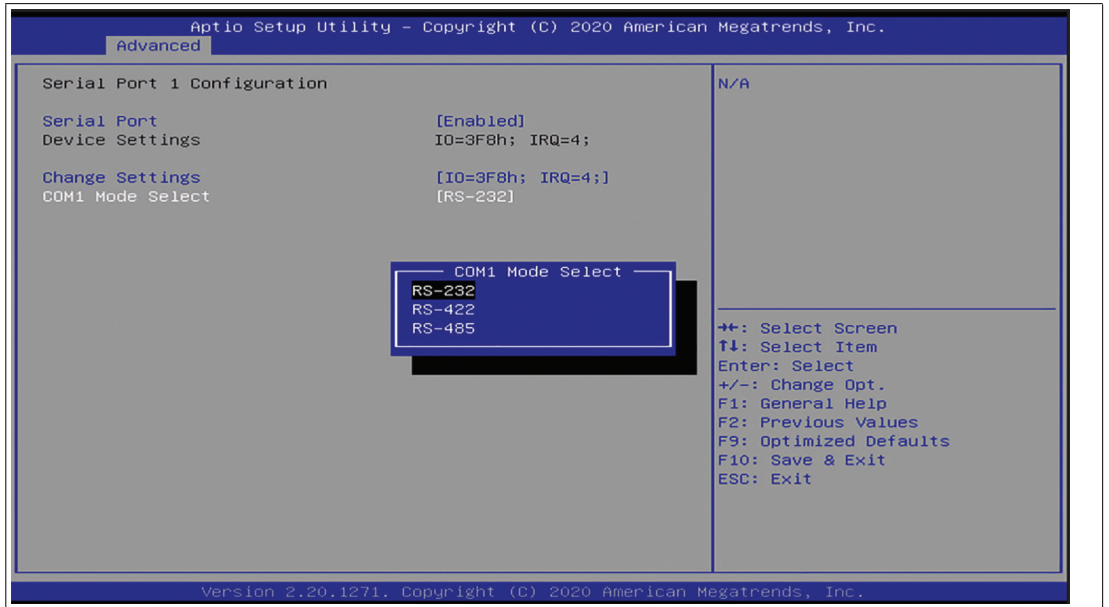 Aptio Setup Utility – Copyright (C) 2020 American Megatrends, Inc.
Advanced
Serial Port 1 Configuration
Serial Port [Enabled]
Device Settings IO=3F8h; IRQ=4;
Change Settings [IO=3F8h; IRQ=4;]
COM1 Mode Select [RS-232]
COM1 Mode Select
RS-232
RS-422
RS-485
N/A
→←: Select Screen
↑↓: Select Item
Enter: Select
+/-: Change Opt.
F1: General Help
F2: Previous Values
F9: Optimized Defaults
F10: Save & Exit
ESC: Exit
Version 2.20.1271. Copyright (C) 2020 American Megatrends, Inc.